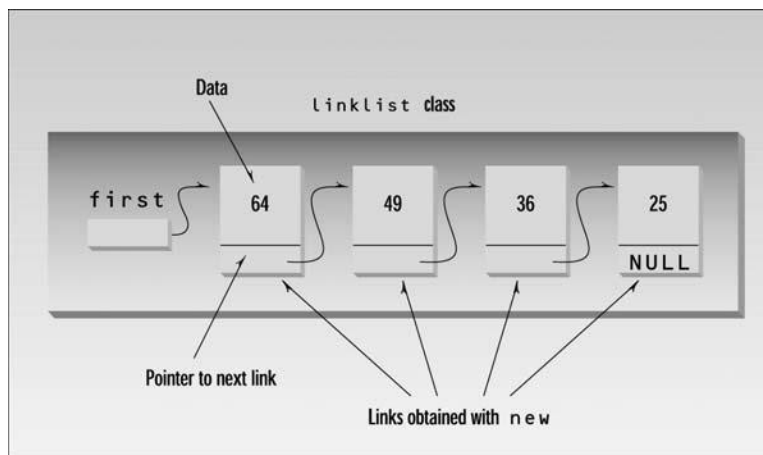 Data
linklist class
first
64
49
36
25
NULL
Pointer to next link
Links obtained with new